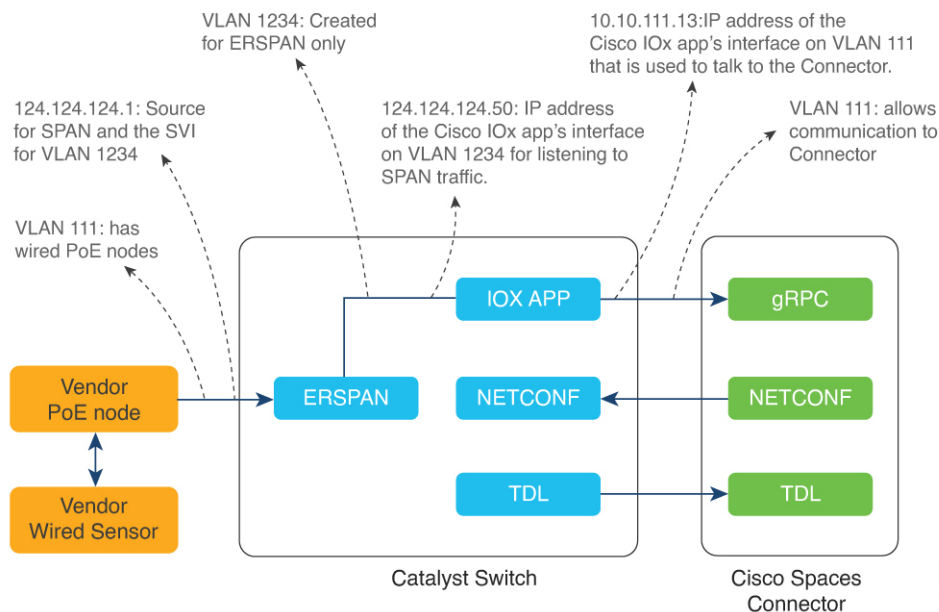 VLAN 1234: Created
for ERSPAN only
10.10.111.13:IP address of the
Cisco IOx app's interface on VLAN 111
that is used to talk to the Connector.
124.124.124.1: Source
for SPAN and the SVI
for VLAN 1234
124.124.124.50: IP address
of the Cisco IOx app's interface
on VLAN 1234 for listening to
SPAN traffic.
VLAN 111: allows
communication to
Connector
VLAN 111: has
wired PoE nodes
IOX APP
gRPC
Vendor
PoE node
ERSPAN
NETCONF
NETCONF
Vendor
Wired Sensor
TDL
TDL
Catalyst Switch
Cisco Spaces
Connector